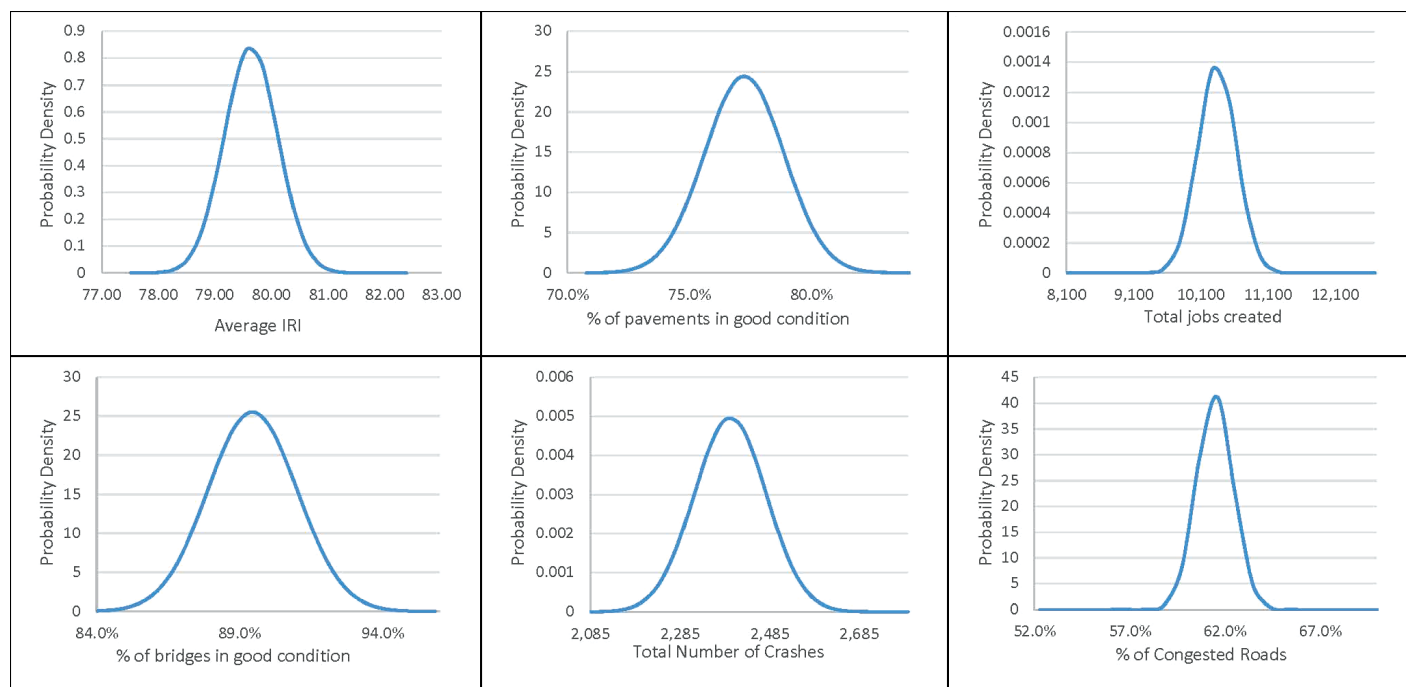 Probability Density
0.9
0.8
0.7
0.6
0.5
0.4
0.3
0.2
0.1
0
77.00 78.00 79.00 80.00 81.00 82.00 83.00
Average IRI
Probability Density
30
25
20
15
10
5
0
70.0% 75.0% 80.0%
% of pavements in good condition
Probability Density
0.0016
0.0014
0.0012
0.001
0.0008
0.0006
0.0004
0.0002
0
8,100 9,100 10,100 11,100 12,100
Total jobs created
Probability Density
30
25
20
15
10
5
0
84.0% 89.0% 94.0%
% of bridges in good condition
Probability Density
0.006
0.005
0.004
0.003
0.002
0.001
0
2,085 2,285 2,485 2,685
Total Number of Crashes
Probability Density
45
40
35
30
25
20
15
10
5
0
52.0% 57.0% 62.0% 67.0%
% of Congested Roads